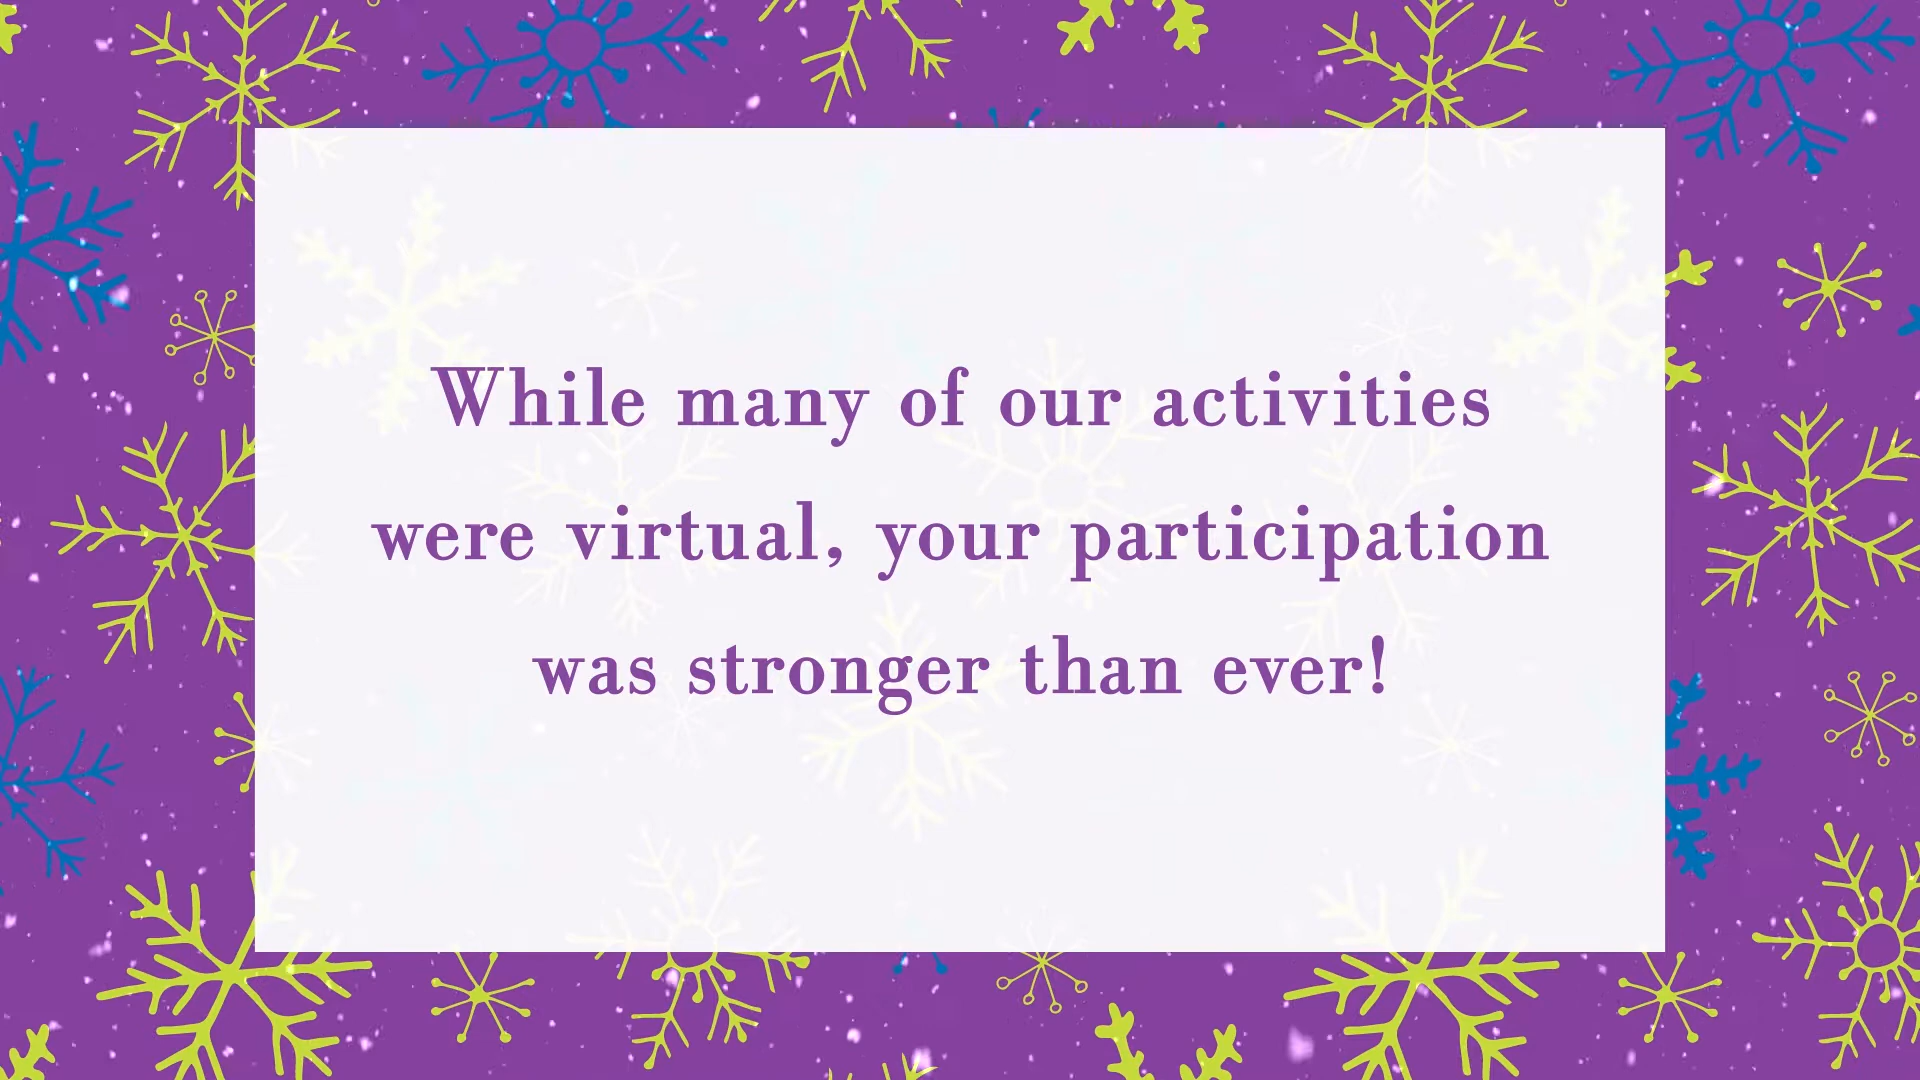 While many of our activities
were virtual, your participation
was stronger than ever!